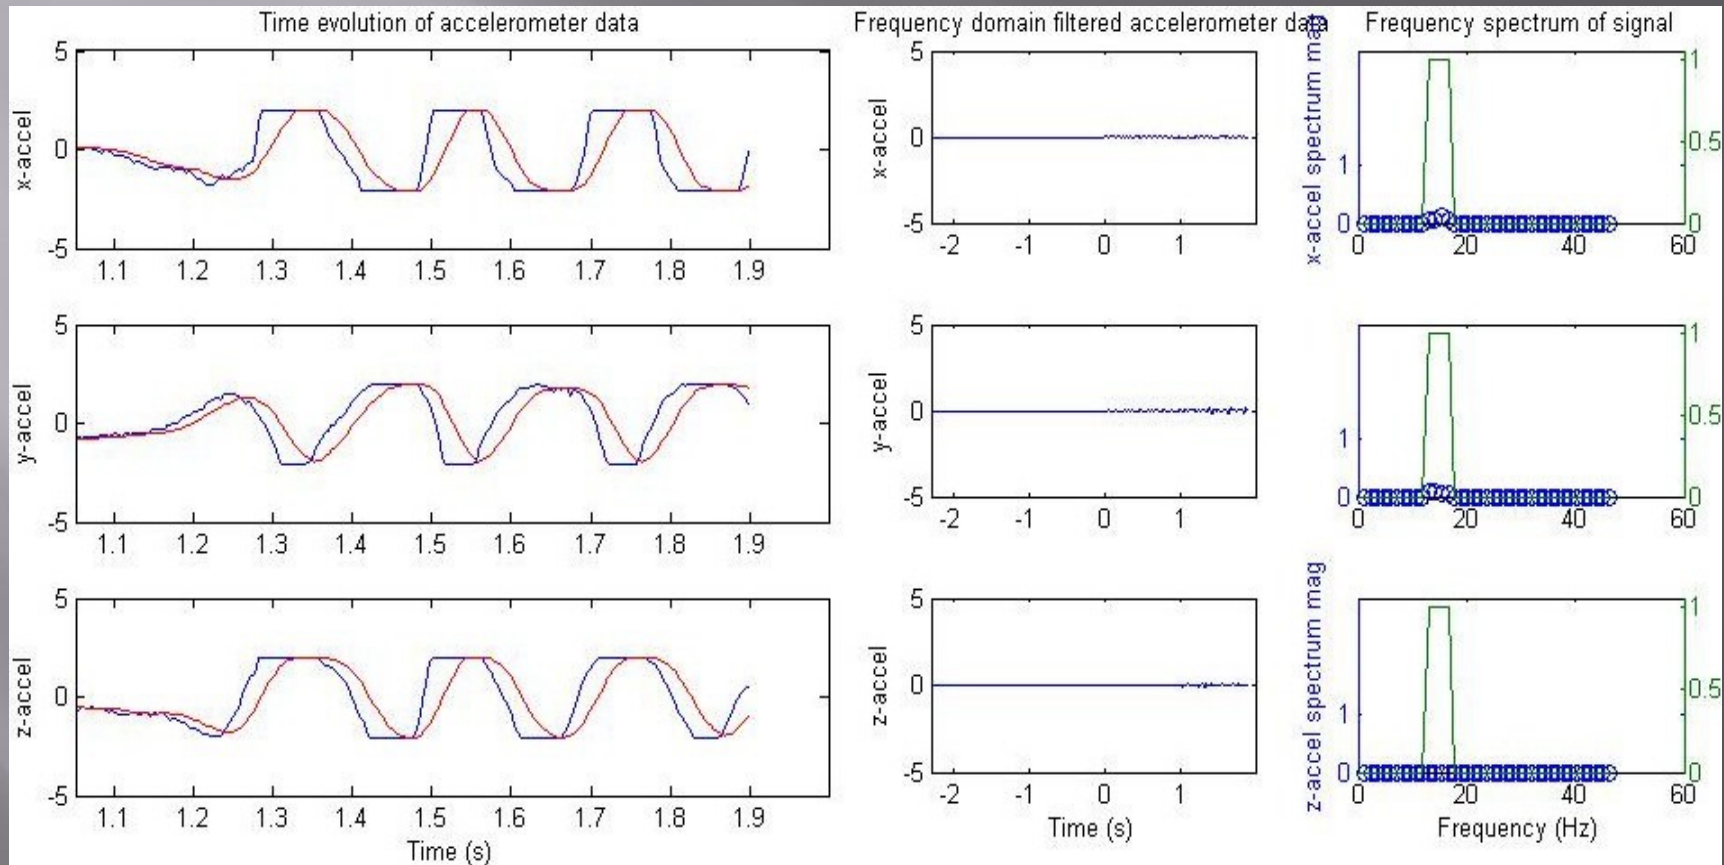 Time evolution of accelerometer data
5
0
-5
x-accel
1.1 1.2 1.3 1.4 1.5 1.6 1.7 1.8 1.9
5
0
-5
y-accel
1.1 1.2 1.3 1.4 1.5 1.6 1.7 1.8 1.9
5
0
-5
z-accel
1.1 1.2 1.3 1.4 1.5 1.6 1.7 1.8 1.9
Time (s)
Frequency domain filtered accelerometer data
5
0
-5
x-accel
-2 -1 0 1
5
0
-5
y-accel
-2 -1 0 1
5
0
-5
z-accel
-2 -1 0 1
Time (s)
Frequency spectrum of signal
x-accel spectrum mag
1
0
1
0.5
0
0 20 40 60
1
0
1
0.5
0
0 20 40 60
z-accel spectrum mag
1
0
1
0.5
0
0 20 40 60
Frequency (Hz)